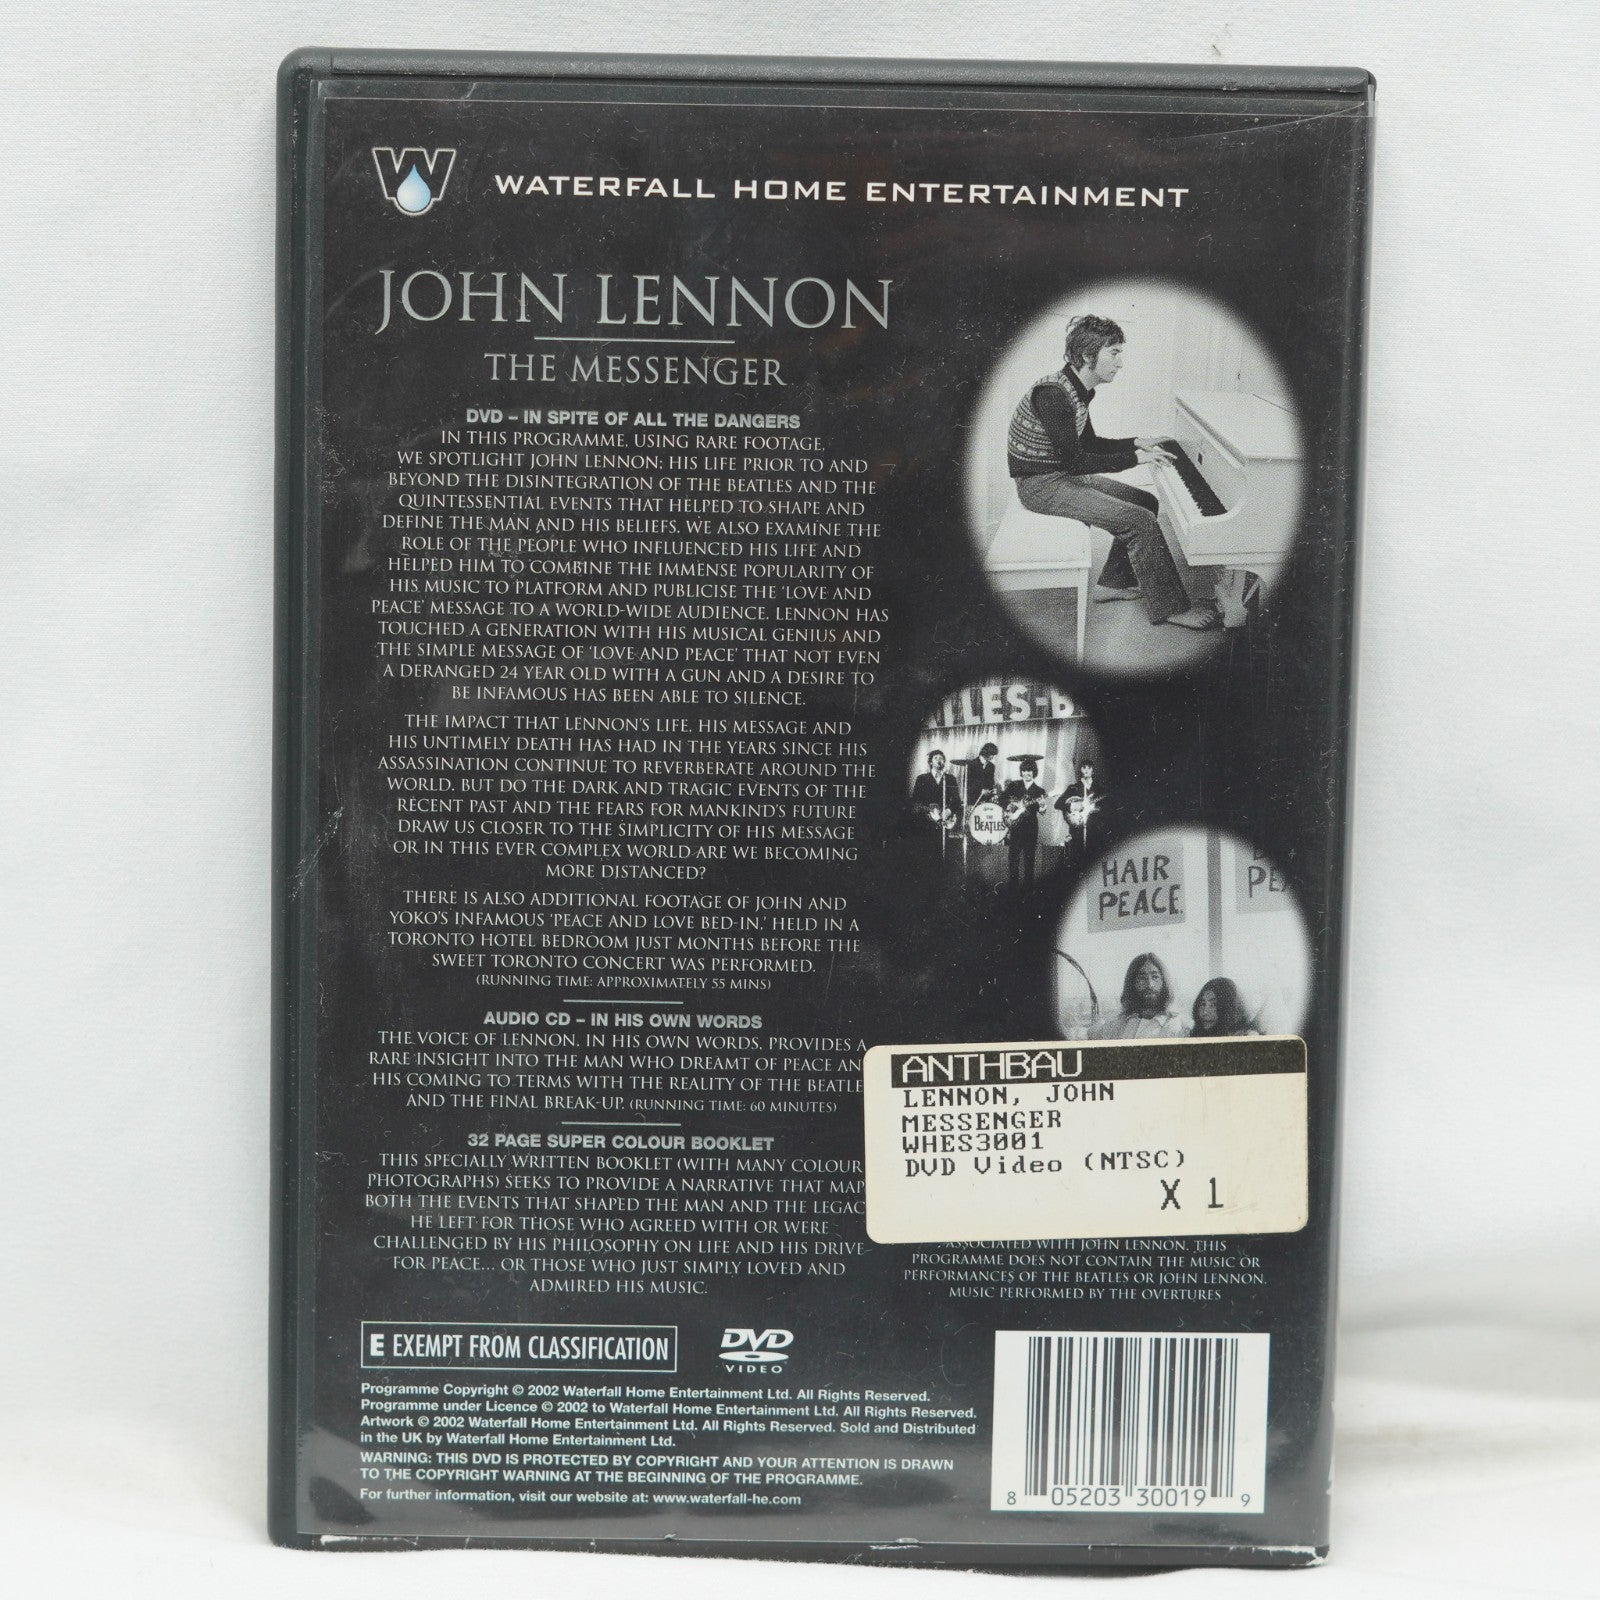 W WATERFALL HOME ENTERTAINMENT
JOHN LENNON
THE MESSENGER
DVD – IN SPITE OF ALL THE DANGERS
IN THIS PROGRAMME, USING RARE FOOTAGE,
WE SPOTLIGHT JOHN LENNON; HIS LIFE PRIOR TO AND
BEYOND THE DISINTEGRATION OF THE BEATLES AND THE
QUINTESSENTIAL EVENTS THAT HELPED TO SHAPE AND
DEFINE THE MAN AND HIS BELIEFS. WE ALSO EXAMINE THE
ROLE OF THE PEOPLE WHO INFLUENCED HIS LIFE AND
HELPED HIM TO COMBINE THE IMMENSE POPULARITY OF
HIS MUSIC TO PLATFORM AND PUBLICISE THE 'LOVE AND
PEACE' MESSAGE TO A WORLD-WIDE AUDIENCE. LENNON HAS
TOUCHED A GENERATION WITH HIS MUSICAL GENIUS AND
THE SIMPLE MESSAGE OF 'LOVE AND PEACE' THAT NOT EVEN
A DERANGED 24 YEAR OLD WITH A GUN AND A DESIRE TO
BE INFAMOUS HAS BEEN ABLE TO SILENCE.
THE IMPACT THAT LENNON'S LIFE, HIS MESSAGE AND
HIS UNTIMELY DEATH HAS HAD IN THE YEARS SINCE HIS
ASSASSINATION CONTINUE TO REVERBERATE AROUND THE
WORLD. BUT DO THE DARK AND TRAGIC EVENTS OF THE
RECENT PAST AND THE FEARS FOR MANKIND'S FUTURE
DRAW US CLOSER TO THE SIMPLICITY OF HIS MESSAGE
OR IN THIS EVER COMPLEX WORLD ARE WE BECOMING
MORE DISTANCED?
THERE IS ALSO ADDITIONAL FOOTAGE OF JOHN AND
YOKO'S INFAMOUS 'PEACE AND LOVE BED-IN,' HELD IN A
TORONTO HOTEL BEDROOM JUST MONTHS BEFORE THE
SWEET TORONTO CONCERT WAS PERFORMED.
(RUNNING TIME: APPROXIMATELY 55 MINS)
AUDIO CD – IN HIS OWN WORDS
THE VOICE OF LENNON, IN HIS OWN WORDS, PROVIDES A
RARE INSIGHT INTO THE MAN WHO DREAMT OF PEACE AN
HIS COMING TO TERMS WITH THE REALITY OF THE BEATLE
AND THE FINAL BREAK-UP. (RUNNING TIME: 60 MINUTES)
32 PAGE SUPER COLOUR BOOKLET
THIS SPECIALLY WRITTEN BOOKLET (WITH MANY COLOUR
PHOTOGRAPHS) SEEKS TO PROVIDE A NARRATIVE THAT MAP
BOTH THE EVENTS THAT SHAPED THE MAN AND THE LEGAC
HE LEFT FOR THOSE WHO AGREED WITH OR WERE
CHALLENGED BY HIS PHILOSOPHY ON LIFE AND HIS DRIVE
FOR PEACE... OR THOSE WHO JUST SIMPLY LOVED AND
ADMIRED HIS MUSIC.
TLES-B
THE
BEATLES
HAIR
PEACE.
PE
ANTHBAU
LENNON, JOHN
MESSENGER
WHES3001
DVD Video (NTSC)
X 1
ASSOCIATED WITH JOHN LENNON. THIS
PROGRAMME DOES NOT CONTAIN THE MUSIC OR
PERFORMANCES OF THE BEATLES OR JOHN LENNON.
MUSIC PERFORMED BY THE OVERTURES
E EXEMPT FROM CLASSIFICATION
DVD
VIDEO
Programme Copyright © 2002 Waterfall Home Entertainment Ltd. All Rights Reserved.
Programme under Licence © 2002 to Waterfall Home Entertainment Ltd. All Rights Reserved.
Artwork © 2002 Waterfall Home Entertainment Ltd. All Rights Reserved. Sold and Distributed
in the UK by Waterfall Home Entertainment Ltd.
WARNING: THIS DVD IS PROTECTED BY COPYRIGHT AND YOUR ATTENTION IS DRAWN
TO THE COPYRIGHT WARNING AT THE BEGINNING OF THE PROGRAMME.
For further information, visit our website at: www.waterfall-he.com
8 05203 30019 9